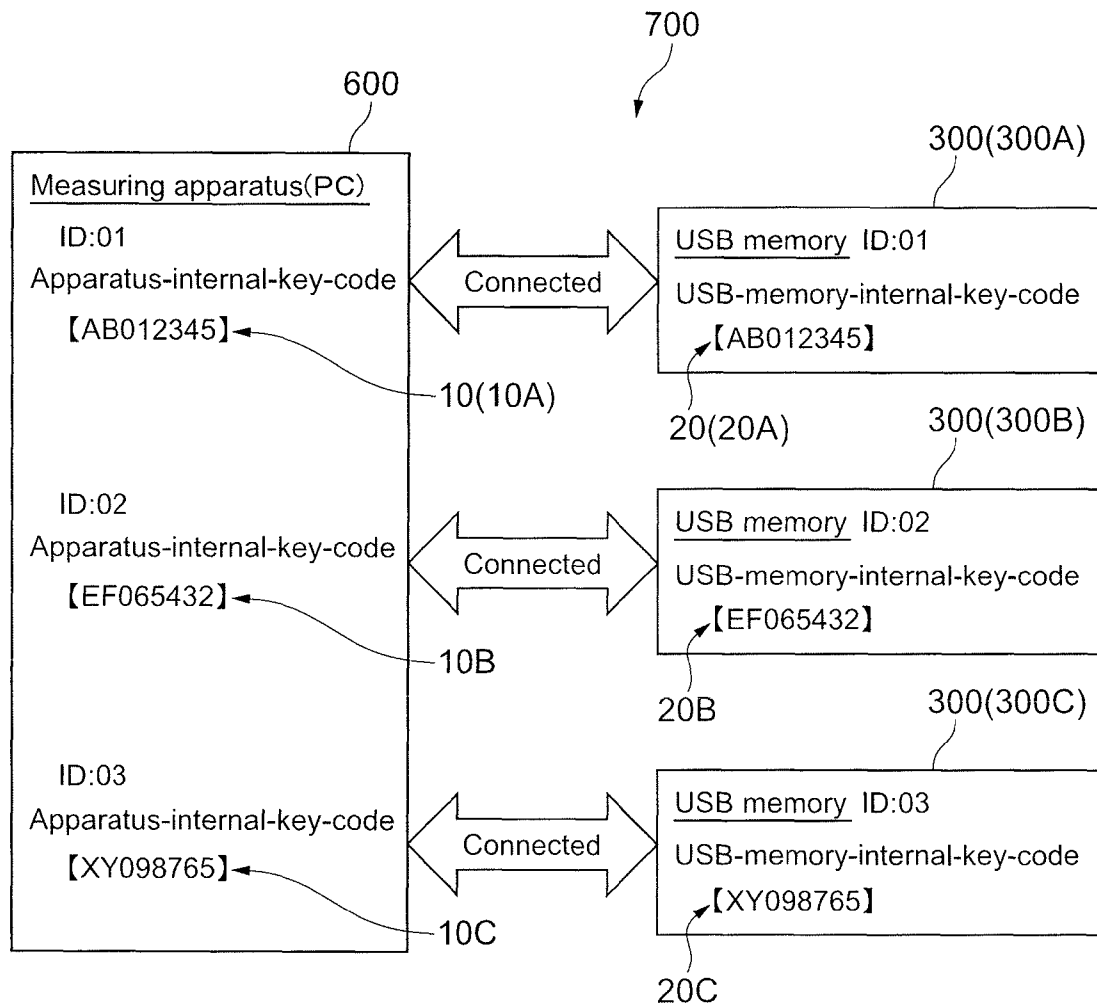 700
600
Measuring apparatus(PC)
ID:01
Apparatus-internal-key-code
【AB012345】
10(10A)
ID:02
Apparatus-internal-key-code
【EF065432】
10B
ID:03
Apparatus-internal-key-code
【XY098765】
10C
Connected
Connected
Connected
300(300A)
USB memory ID:01
USB-memory-internal-key-code
【AB012345】
20(20A)
300(300B)
USB memory ID:02
USB-memory-internal-key-code
【EF065432】
20B
300(300C)
USB memory ID:03
USB-memory-internal-key-code
【XY098765】
20C